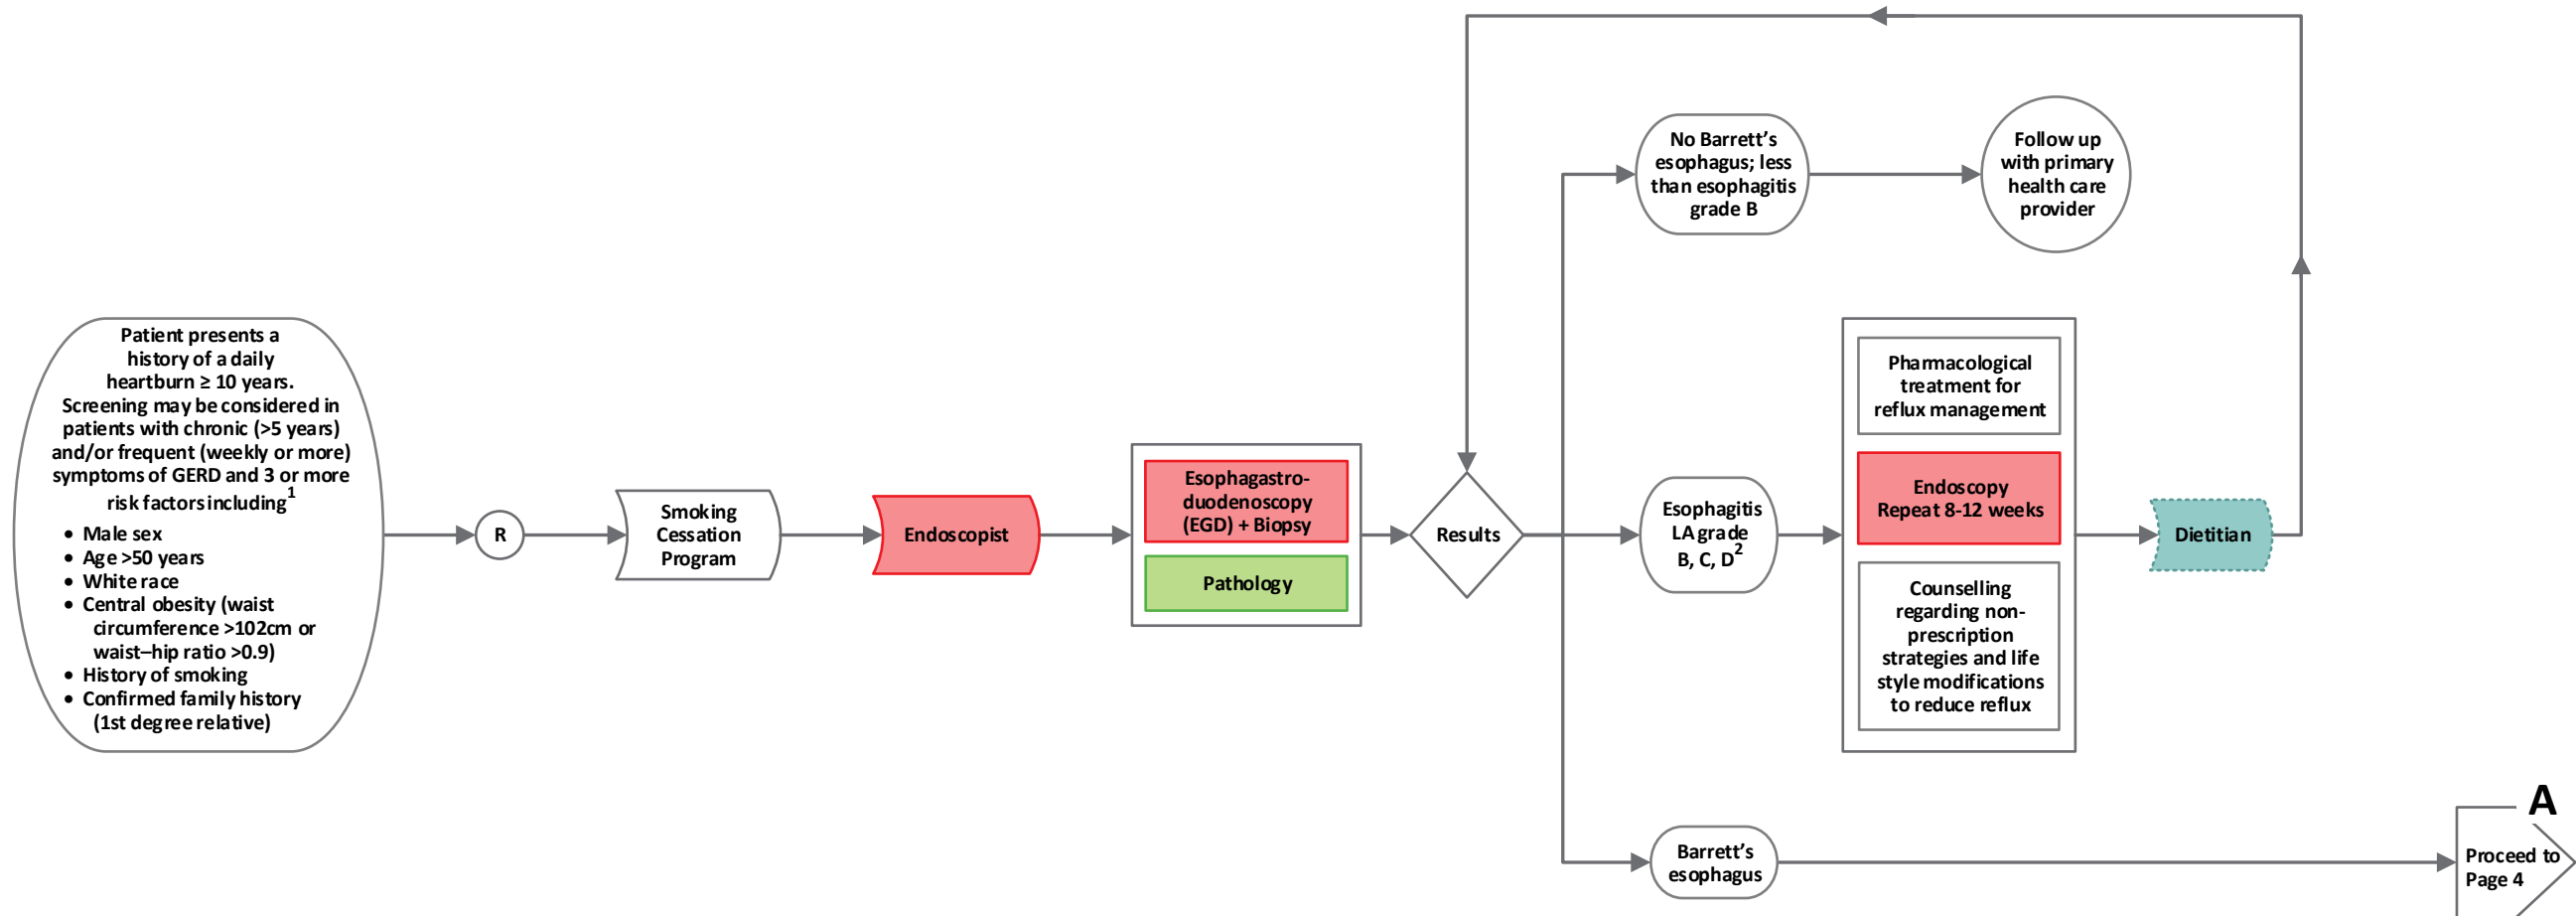 Patient presents a
history of a daily
heartburn ≥ 10 years.
Screening may be considered in
patients with chronic (>5 years)
and/or frequent (weekly or more)
symptoms of GERD and 3 or more
risk factors including1
• Male sex
• Age >50 years
• White race
• Central obesity (waist
circumference >102cm or
waist–hip ratio >0.9)
• History of smoking
• Confirmed family history
(1st degree relative)
R
Smoking
Cessation
Program
Endoscopist
Esophagastro-
duodenoscopy
(EGD) + Biopsy
Pathology
Results
No Barrett's
esophagus; less
than esophagitis
grade B
Follow up
with primary
health care
provider
Esophagitis
LA grade
B, C, D2
Pharmacological
treatment for
reflux management
Endoscopy
Repeat 8-12 weeks
Counselling
regarding non-
prescription
strategies and life
style modifications
to reduce reflux
Dietitian
Barrett's
esophagus
A
Proceed to
Page 4